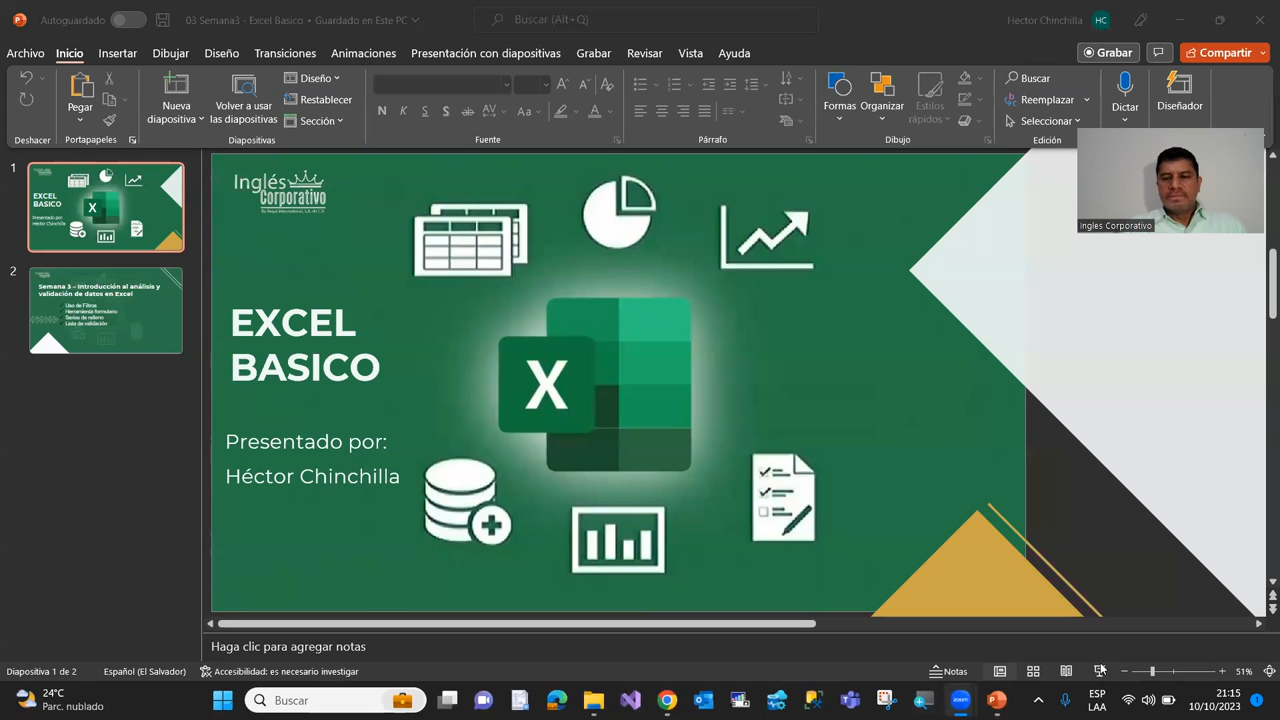 Autoguardado
03 Semana3 - Excel Basico • Guardado en Este PC
Buscar (Alt+Q)
Hector Chinchilla
HC
Archivo
Inicio
Insertar
Dibujar
Diseño
Transiciones
Animaciones
Presentación con diapositivas
Grabar
Revisar
Vista
Ayuda
Grabar
Compartir
Pegar
Nueva
diapositiva
Volver a usar
las diapositivas
Diseño
Restablecer
Sección
N
K
S
S
ab
AV
Aa
A
Formas
Organizar
Estilos
rápidos
Buscar
Reemplazar
Seleccionar
Dictar
Diseñador
Deshacer
Portapapeles
Diapositivas
Fuente
Párrafo
Dibujo
Edición
Ingles Corporativo
1
EXCEL
BASICO
Presentado por:
Héctor Chinchilla
2
Semana 3 – Introducción al análisis y
validación de datos en Excel
Uso de Filtros
Herramienta formulario
Series de relleno
Lista de validación
Inglés
Corporativo
EXCEL
BASICO
Presentado por:
Héctor Chinchilla
X
Haga clic para agregar notas
Diapositiva 1 de 2
Español (El Salvador)
Accesibilidad: es necesario investigar
Notas
51%
24°C
Parc. nublado
Buscar
zoom
ESP
LAA
21:15
10/10/2023